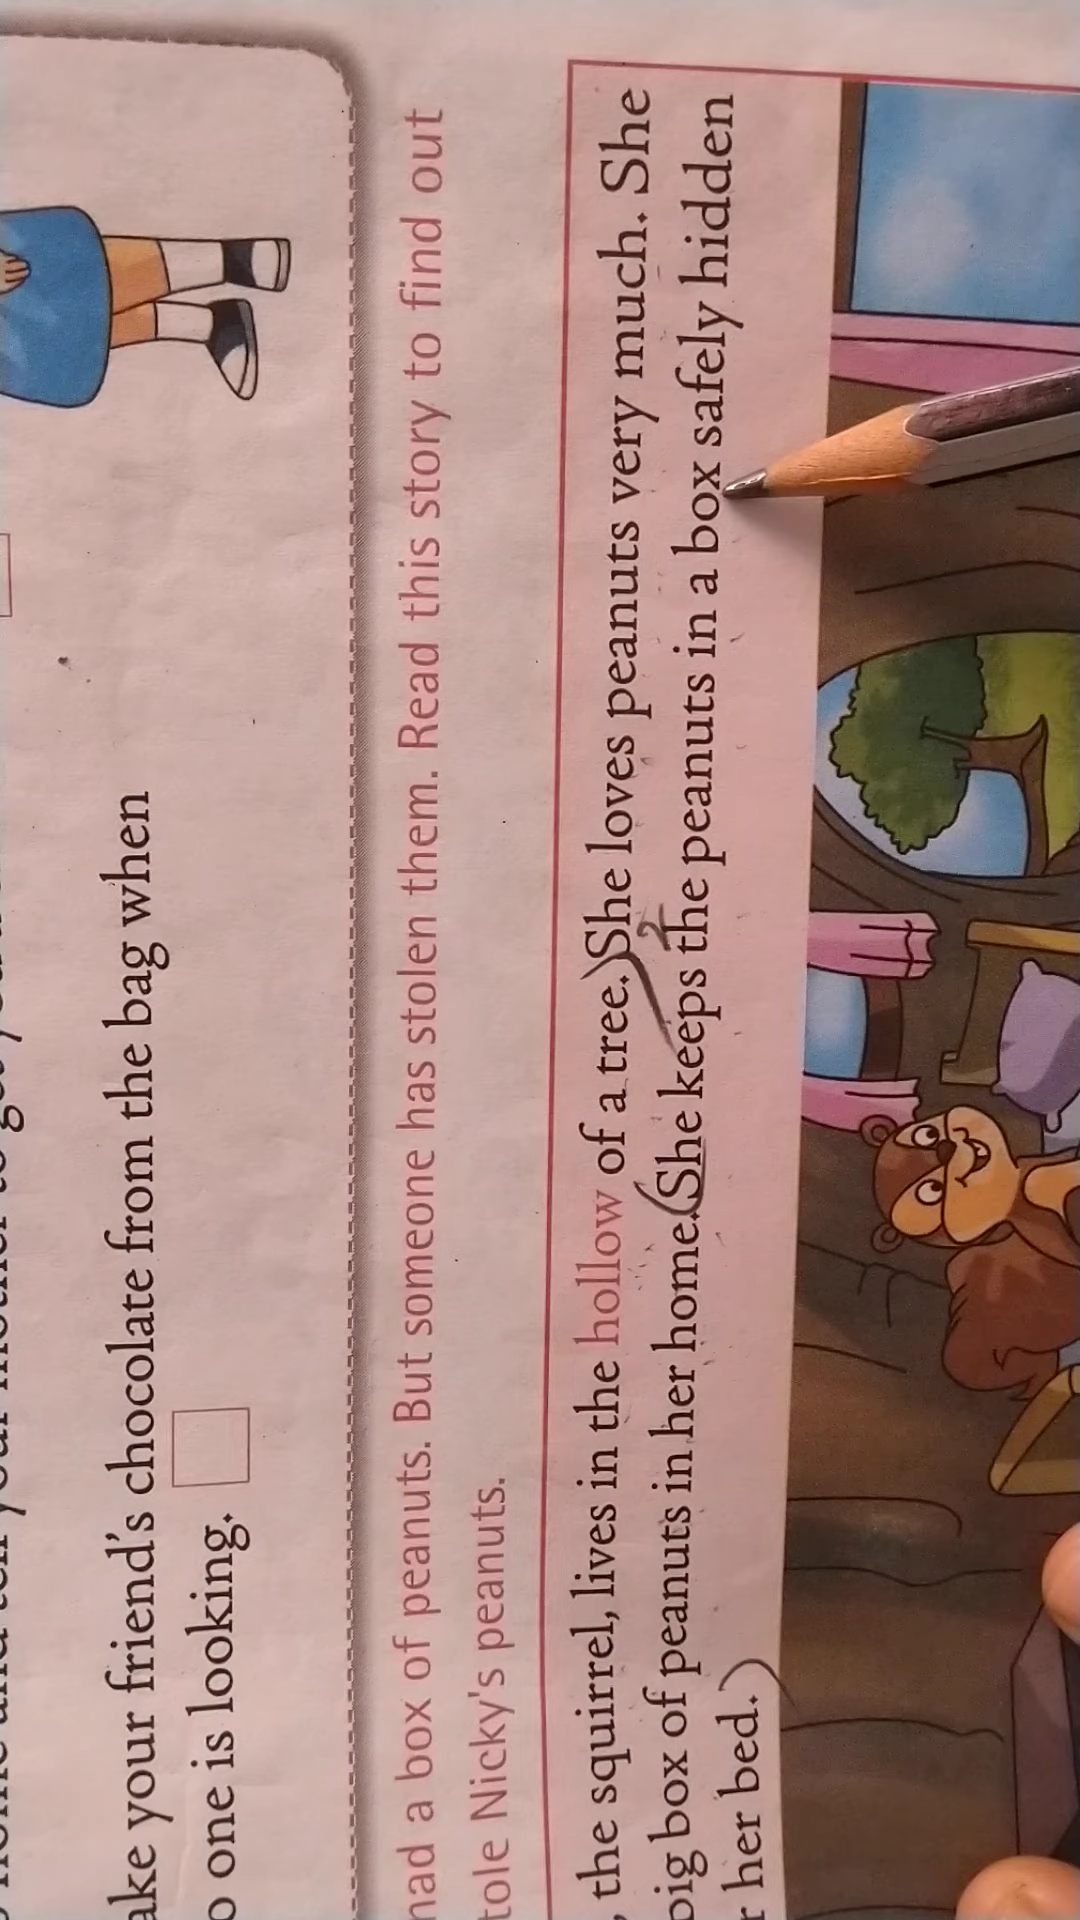 ake your friend's chocolate from the bag when
o one is looking.
had a box of peanuts. But someone has stolen them. Read this story to find out
tole Nicky's peanuts.
, the squirrel, lives in the hollow of a tree. She loves peanuts very much. She
big box of peanuts in her home. She keeps the peanuts in a box safely hidden
r her bed.
2